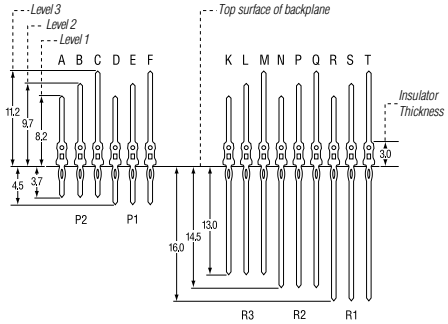 Level 3
Top surface of backplane
Level 2
Level 1
A B C D E F
K L M N P Q R S T
Insulator
Thickness
11.2
9.7
8.2
3.0
4.5
3.7
P2 P1
16.0
14.5
13.0
R3 R2 R1